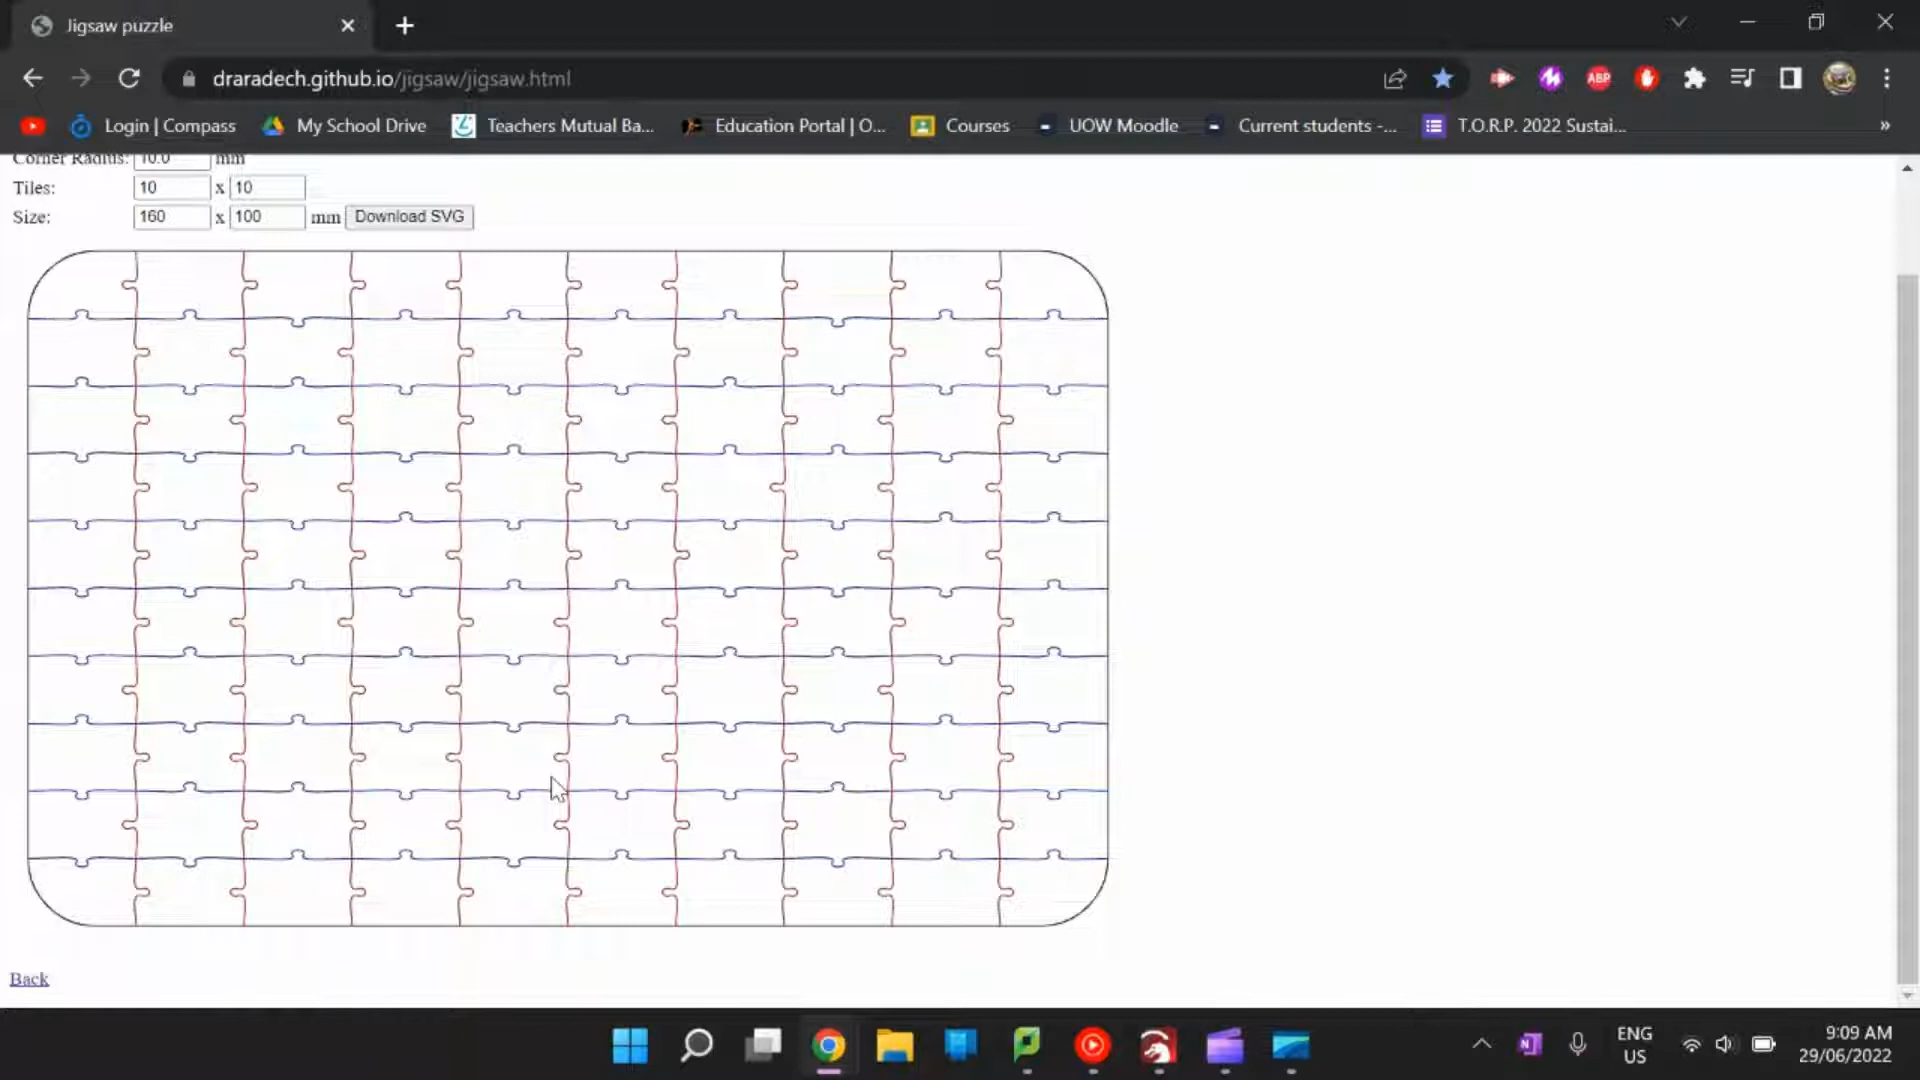 Jigsaw puzzle
draradech.github.io/jigsaw/jigsaw.html
ABP
Login | Compass My School Drive Teachers Mutual Ba... Education Portal | O... Courses UOW Moodle Current students -... T.O.R.P. 2022 Sustai... »
Corner Radius: 10.0 mm
Tiles: 10 x 10
Size: 160 x 100 mm Download SVG
Back
ENG
US
9:09 AM
29/06/2022